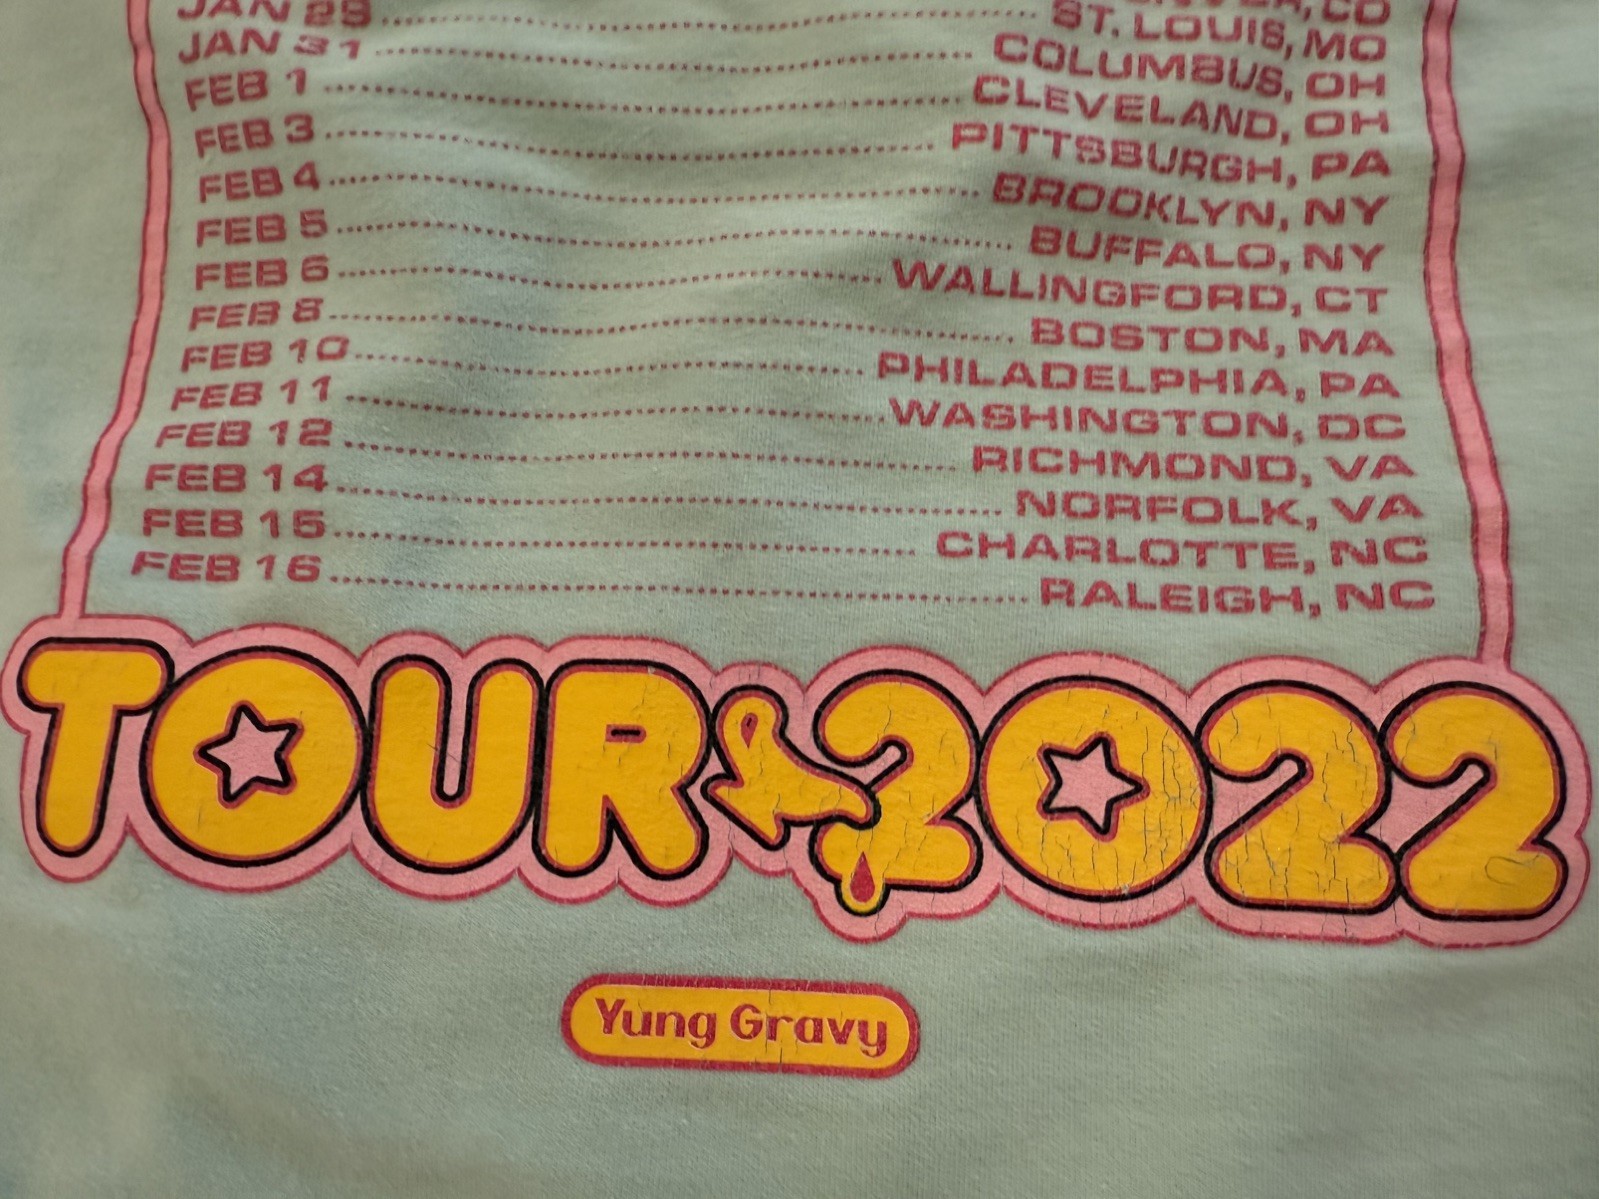 CO
JAN 29 ST. LOUIS, MO
JAN 31 COLUMBUS, OH
FEB 1 CLEVELAND, OH
FEB 3 PITTSBURGH, PA
FEB 4 BROOKLYN, NY
FEB 5 BUFFALO, NY
FEB 6 WALLINGFORD, CT
FEB 8 BOSTON, MA
FEB 10 PHILADELPHIA, PA
FEB 11 WASHINGTON, DC
FEB 12 RICHMOND, VA
FEB 14 NORFOLK, VA
FEB 15 CHARLOTTE, NC
FEB 16 RALEIGH, NC
TOUR 2022
Yung Gravy